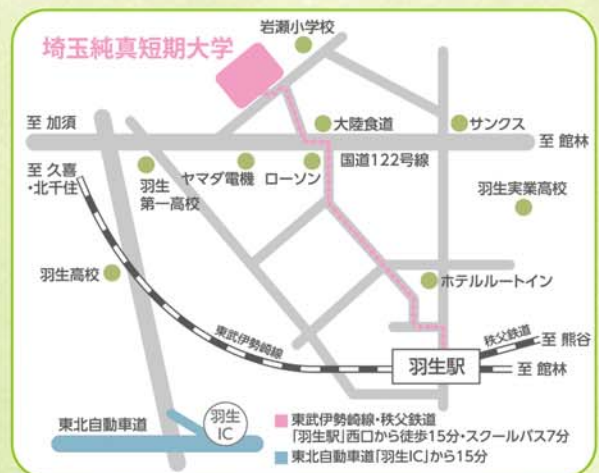 岩瀬小学校
埼玉純真短期大学
至 加須
大陸食道
サンクス
至 館林
国道122号線
至 久喜
・北千住
羽生
第一高校
ヤマダ電機
ローソン
羽生実業高校
羽生高校
ホテルルートイン
東武伊勢崎線
秩父鉄道
至 熊谷
羽生駅
至 館林
羽生
IC
東北自動車道
東武伊勢崎線・秩父鉄道
「羽生駅」西口から徒歩15分・スクールバス7分
東北自動車道「羽生IC」から15分